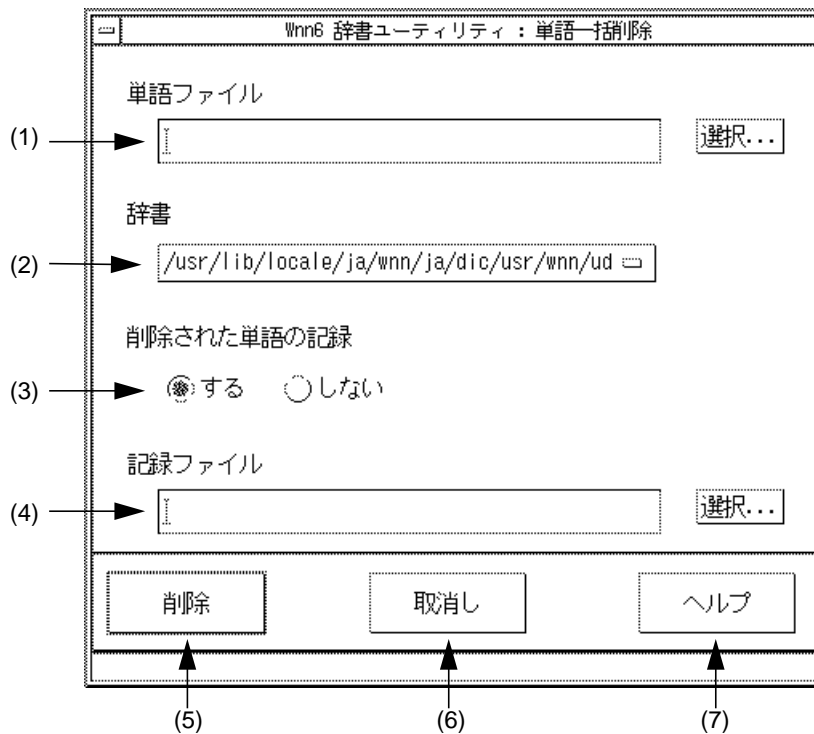 Wnn6 辞書ユーティリティ : 単語一括削除
単語ファイル
(1)
選択...
辞書
(2) /usr/lib/locale/ja/wnn/ja/dic/usr/wnn/ud
削除された単語の記録
(3) する しない
記録ファイル
(4)
選択...
削除 取消し ヘルプ
(5) (6) (7)